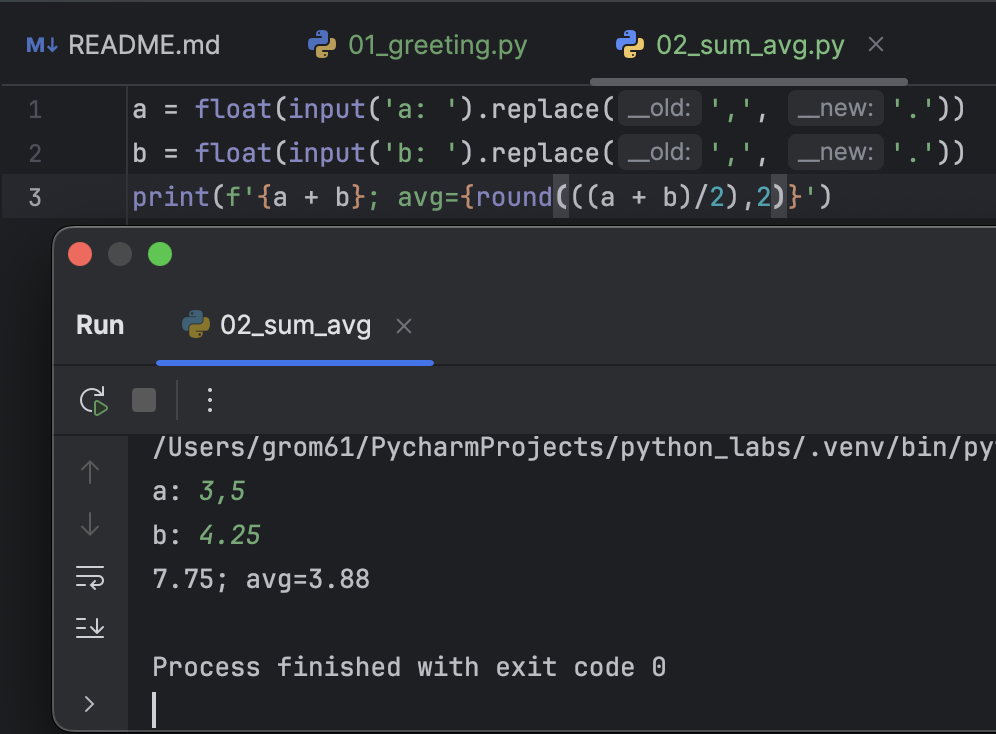 M↓ README.md 01_greeting.py 02_sum_avg.py ×
1 a = float(input('a: ').replace( __old: ',', __new: '.'))
2 b = float(input('b: ').replace( __old: ',', __new: '.'))
3 print(f'{a + b}; avg={round(((a + b)/2),2)}')
Run 02_sum_avg ×
/Users/grom61/PycharmProjects/python_labs/.venv/bin/py
a: 3,5
b: 4.25
7.75; avg=3.88
Process finished with exit code 0